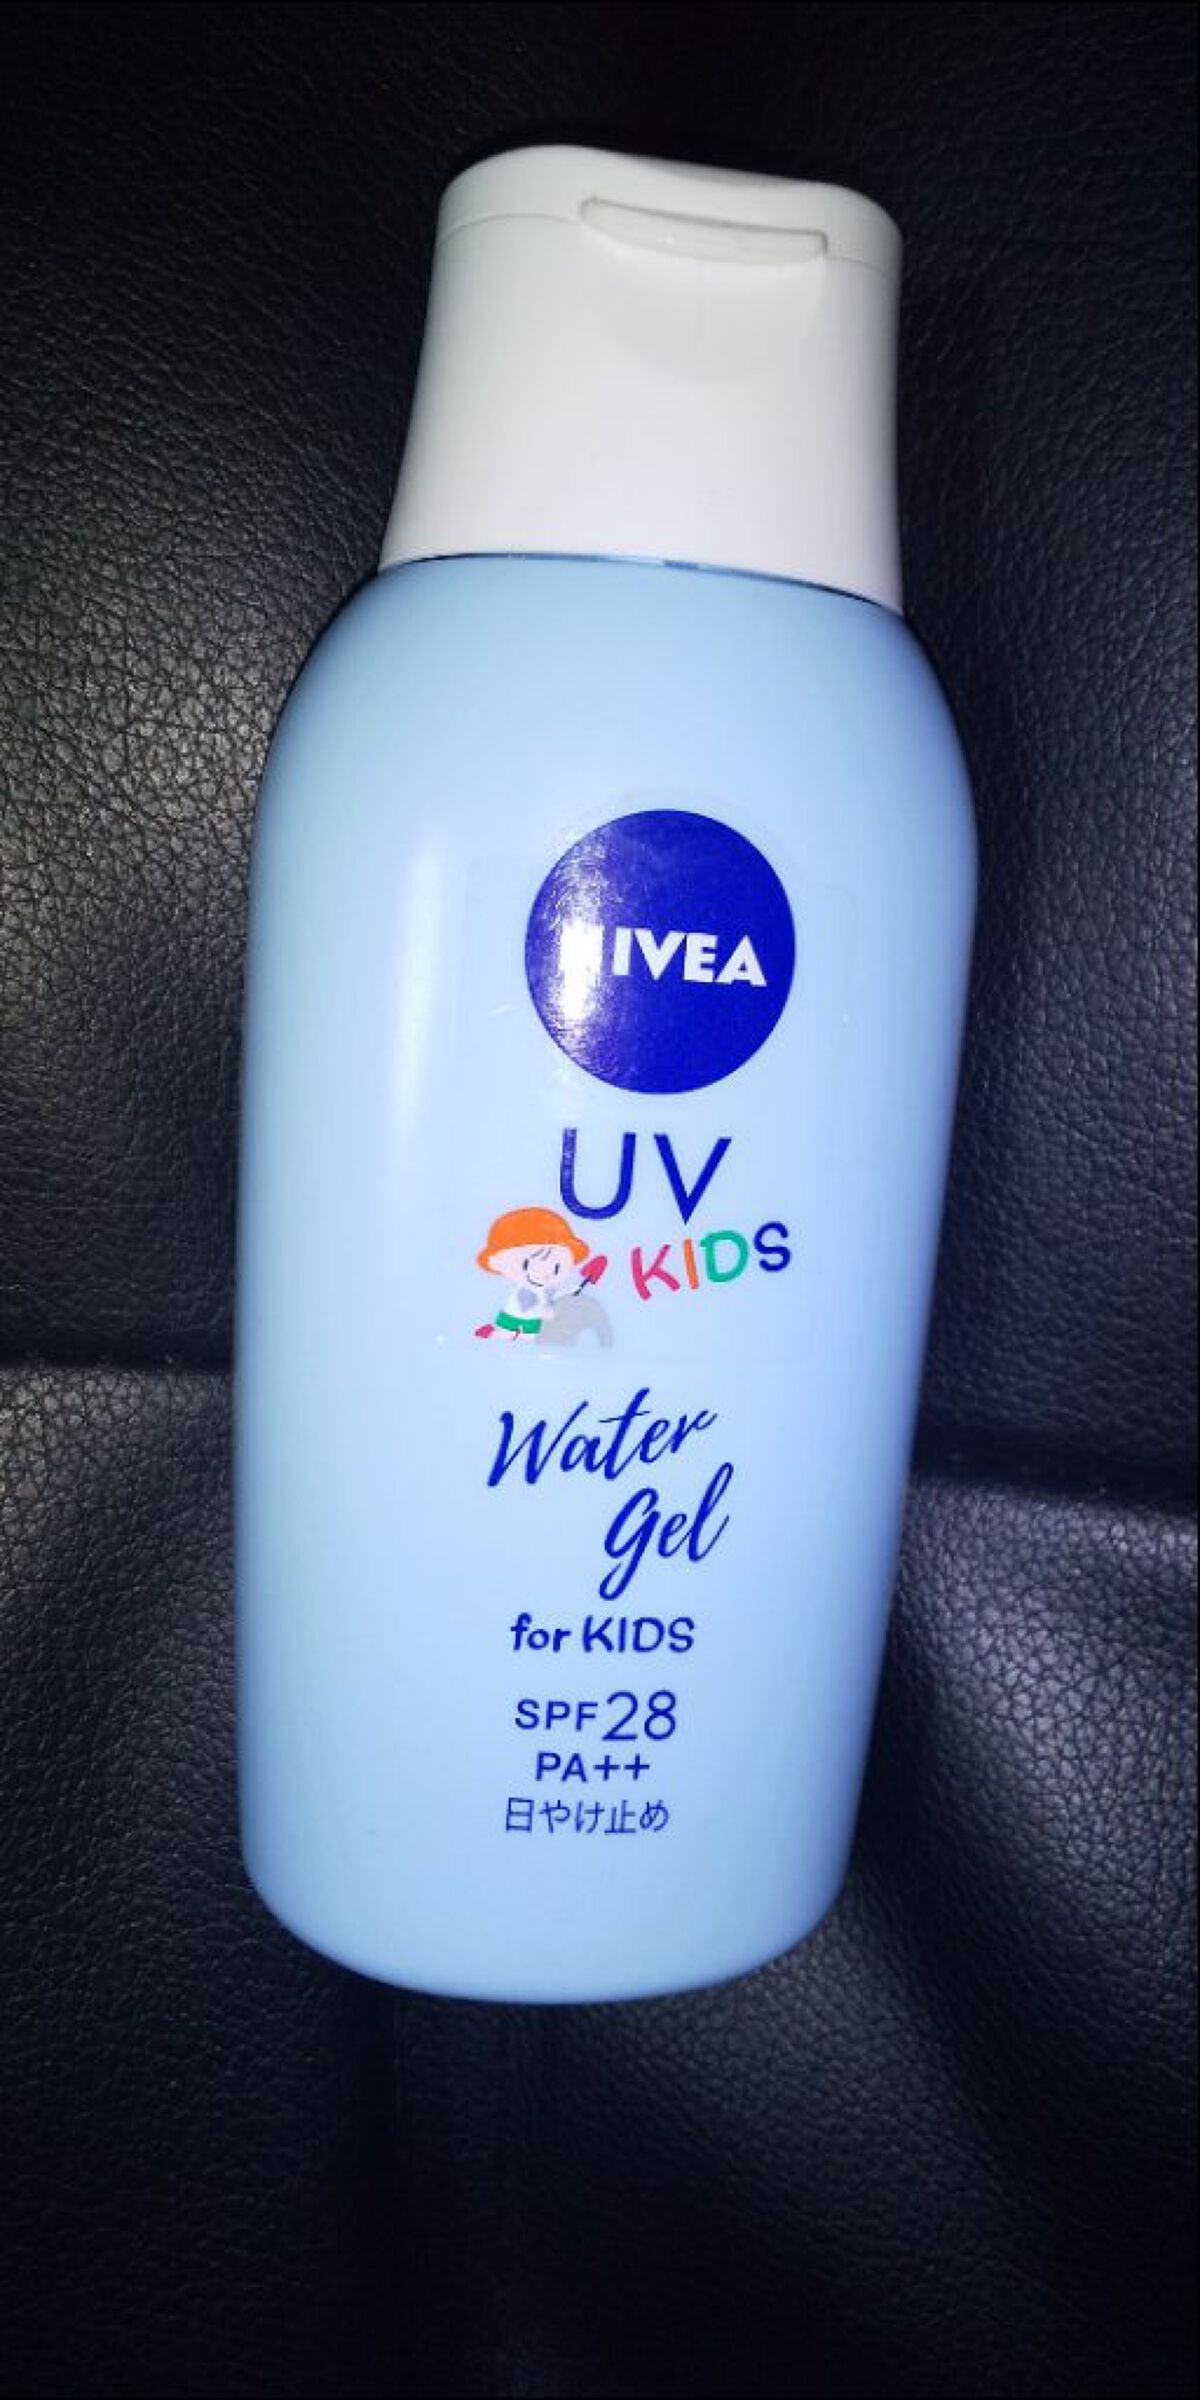 NIVEA
UV
KIDS
Water
Gel
for KIDS
SPF28
PA++
日やけ止め